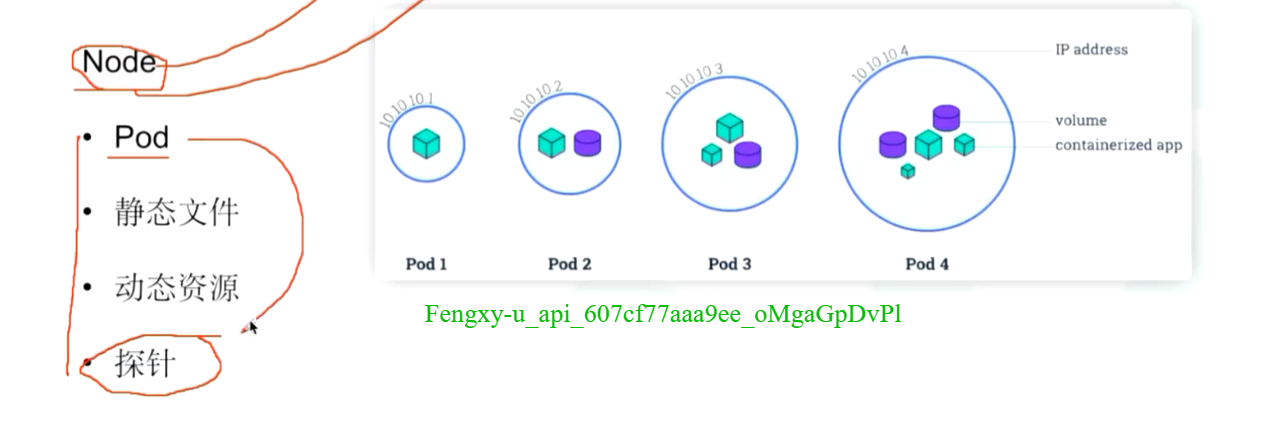 Node
• Pod
• 静态文件
• 动态资源
• 探针
10.10.10.1
10.10.10.2
10.10.10.3
10.10.10.4
IP address
volume
containerized app
Pod 1 Pod 2 Pod 3 Pod 4
Fengxy-u_api_607cf77aaa9ee_oMgaGpDvPl